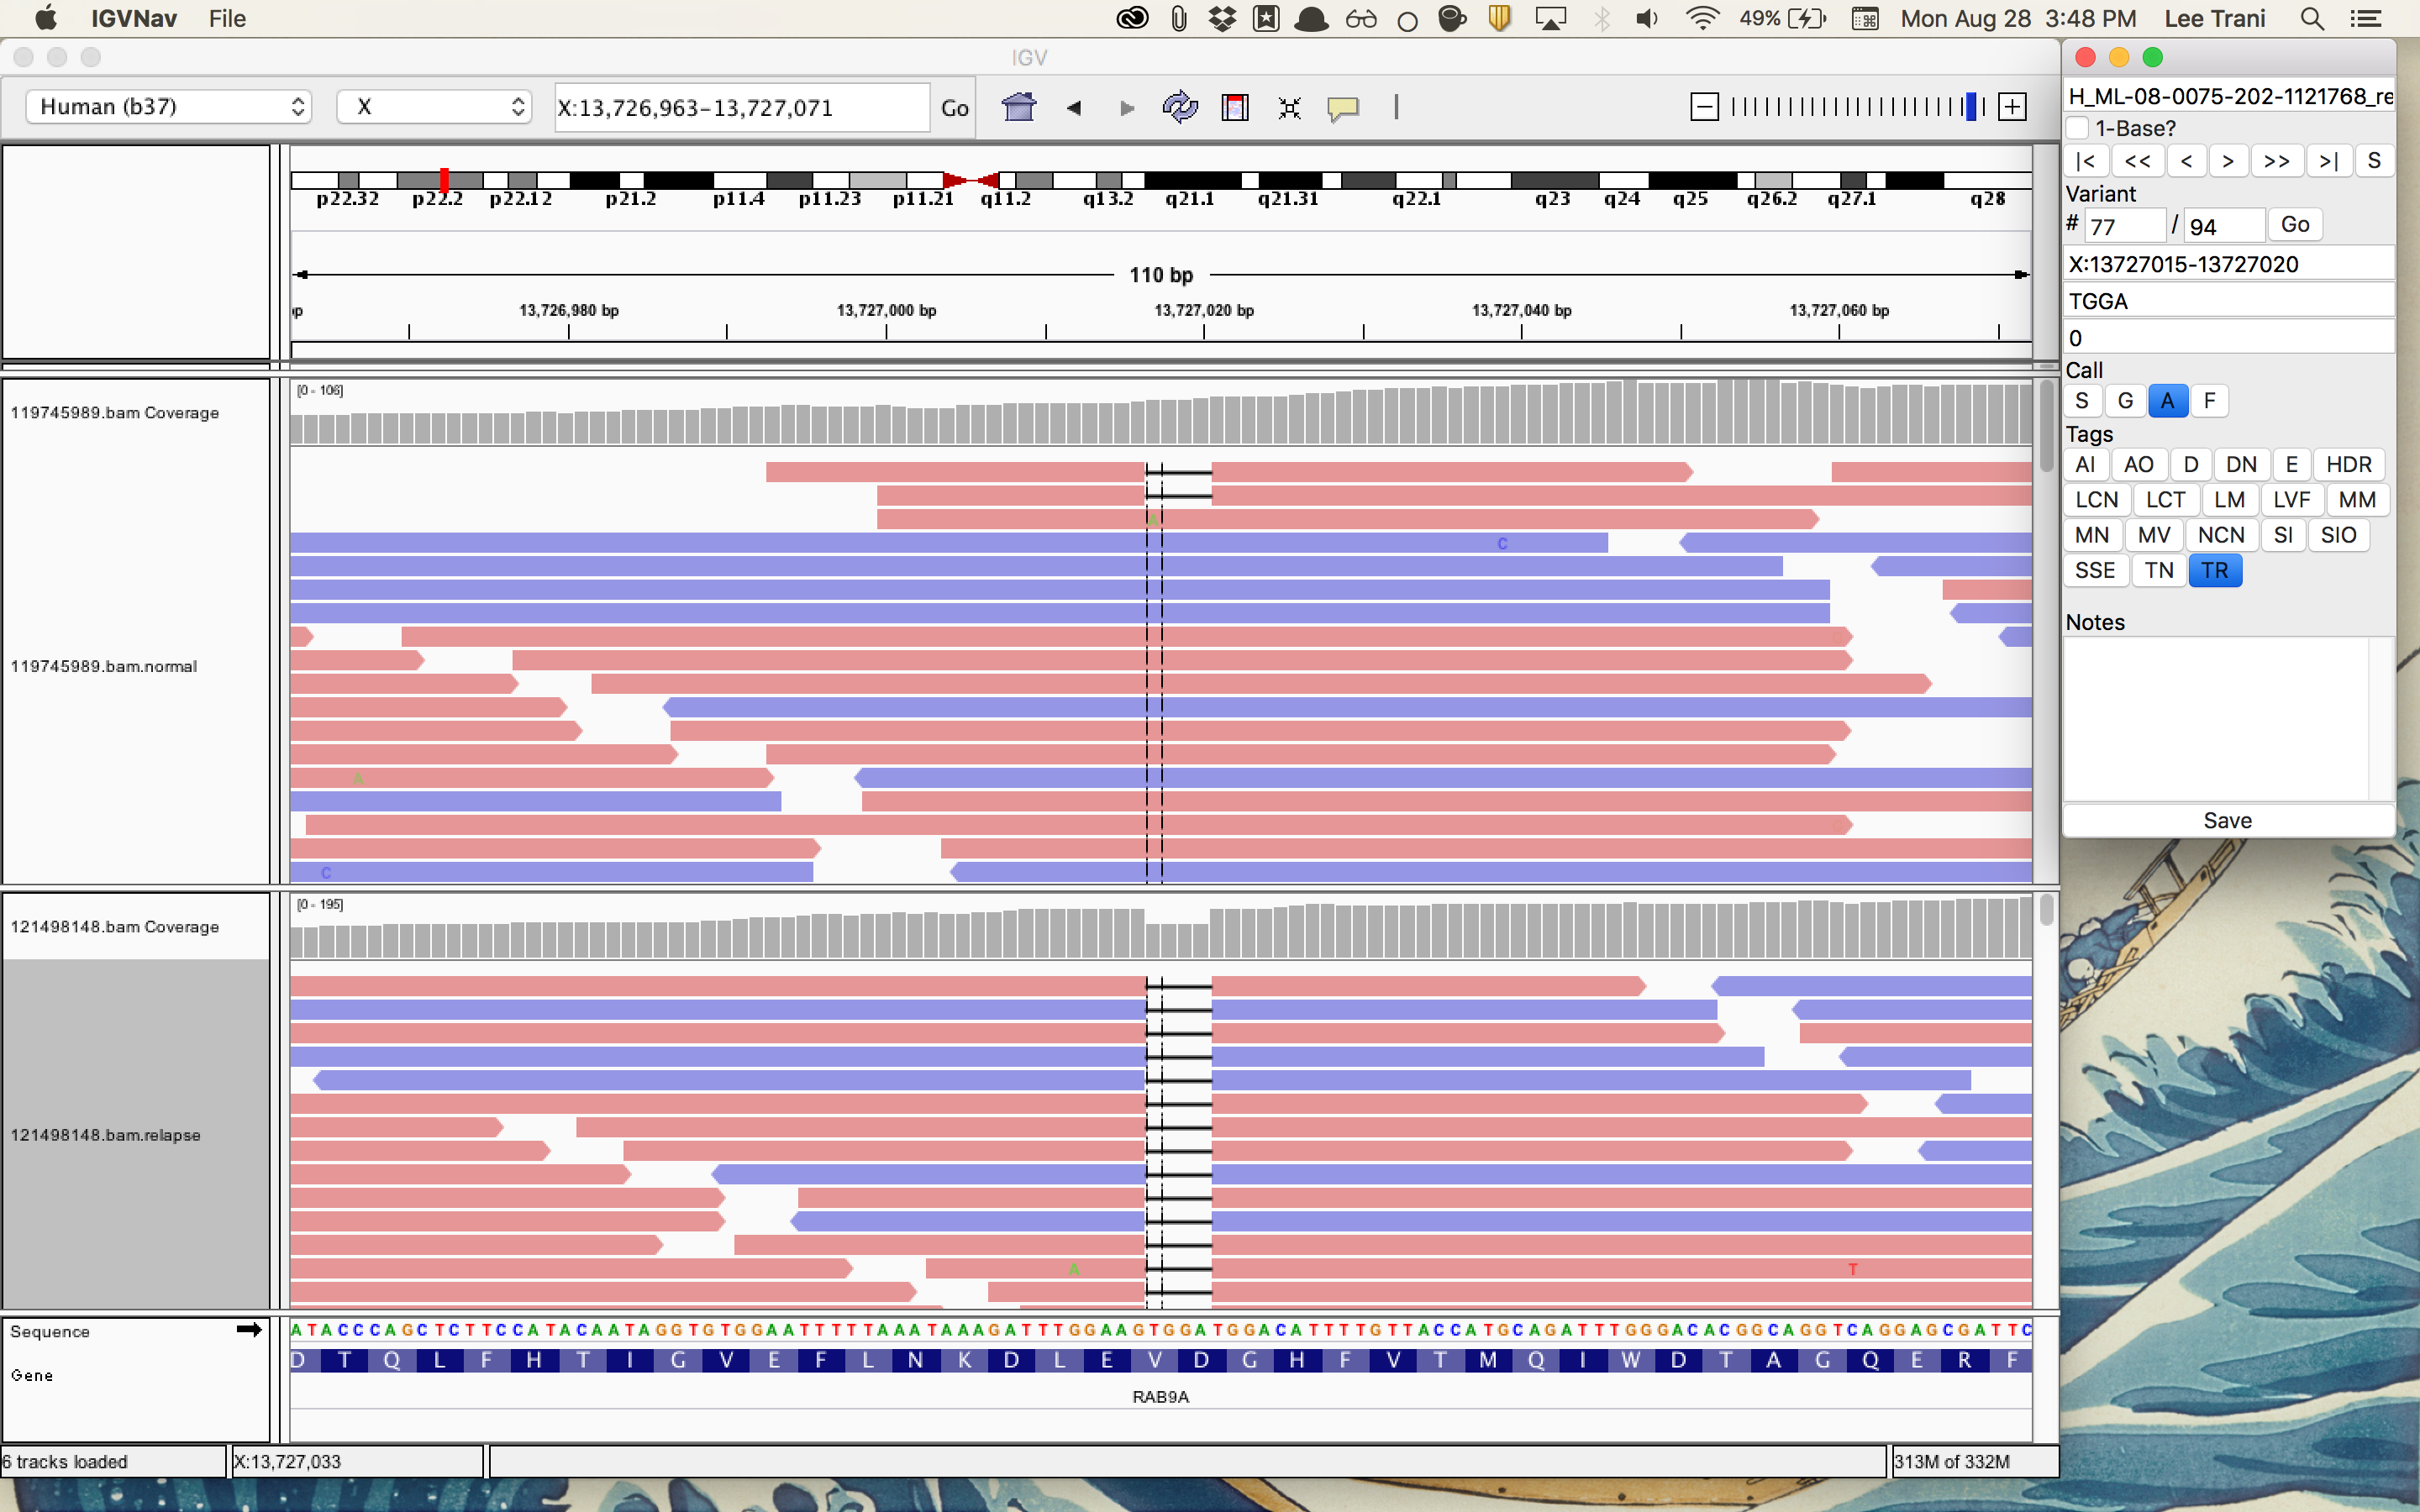 IGVNav File 49% Mon Aug 28 3:48 PM Lee Trani
IGV
Human (b37) X X:13,726,963-13,727,071 Go
p22.32 p22.2 p22.12 p21.2 p11.4 p11.23 p11.21 q11.2 q13.2 q21.1 q21.31 q22.1 q23 q24 q25 q26.2 q27.1 q28
110 bp
13,726,980 bp 13,727,000 bp 13,727,020 bp 13,727,040 bp 13,727,060 bp
[0 - 106]
119745989.bam Coverage
A
C
119745989.bam.normal
A
C
[0 - 195]
121498148.bam Coverage
121498148.bam.relapse
A T
Sequence ATACCCAGCTCTTCCATACAATAGGTGTGGAATTTTTAAATAAAGATTTGGAAGTGGATGGACATTTTGTTACCATGCAGATTTGGGACACGGCAGGTCAGGAGCGATTC
D T Q L F H T I G V E F L N K D L E V D G H F V T M Q I W D T A G Q E R F
Gene
RAB9A
6 tracks loaded X:13,727,033 313M of 332M
H_ML-08-0075-202-1121768_re
1-Base?
|< << < > >> >| S
Variant
# 77 / 94 Go
X:13727015-13727020
TGGA
0
Call
S G A F
Tags
AI AO D DN E HDR
LCN LCT LM LVF MM
MN MV NCN SI SIO
SSE TN TR
Notes
Save